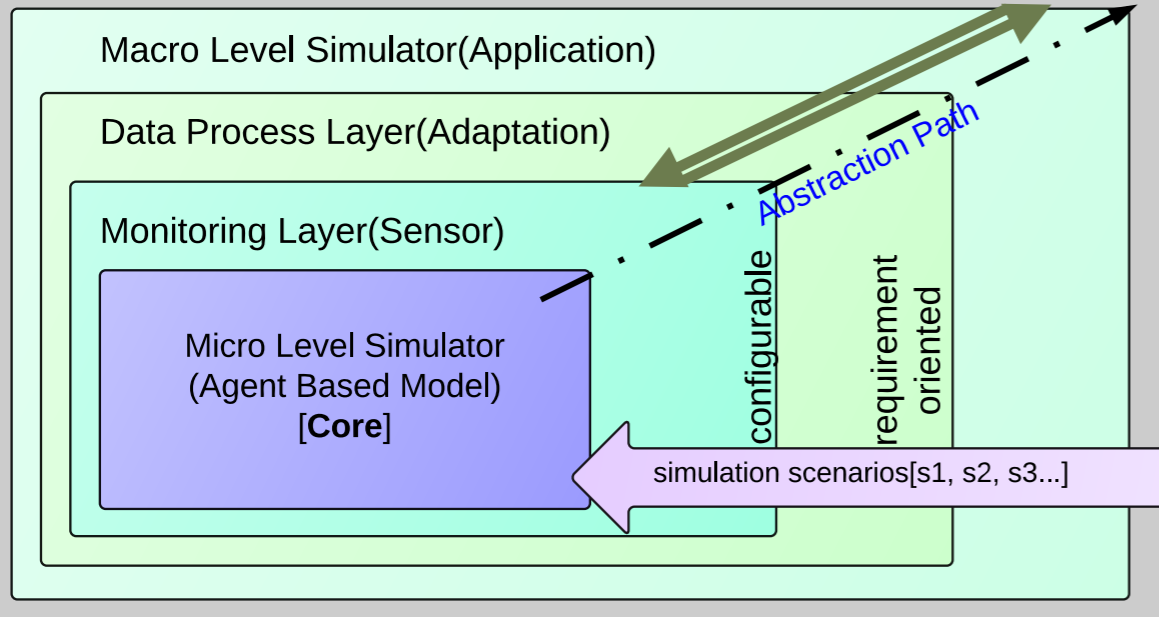 Macro Level Simulator(Application)
Data Process Layer(Adaptation)
Abstraction Path
Monitoring Layer(Sensor)
configurable
requirement
oriented
Micro Level Simulator
(Agent Based Model)
[Core]
simulation scenarios[s1, s2, s3...]